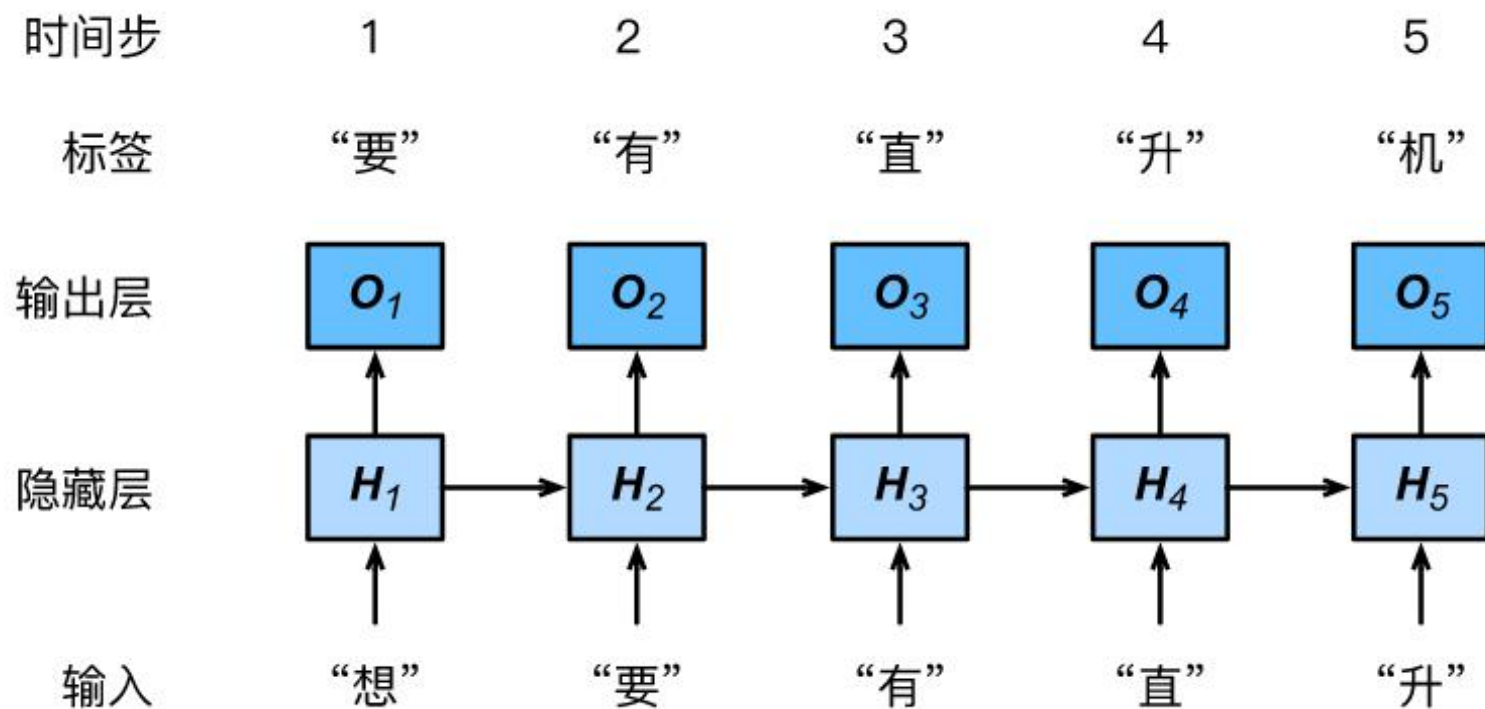 时间步 1 2 3 4 5
标签 “要” “有” “直” “升” “机”
输出层 O1 O2 O3 O4 O5
隐藏层 H1 H2 H3 H4 H5
输入 “想” “要” “有” “直” “升”